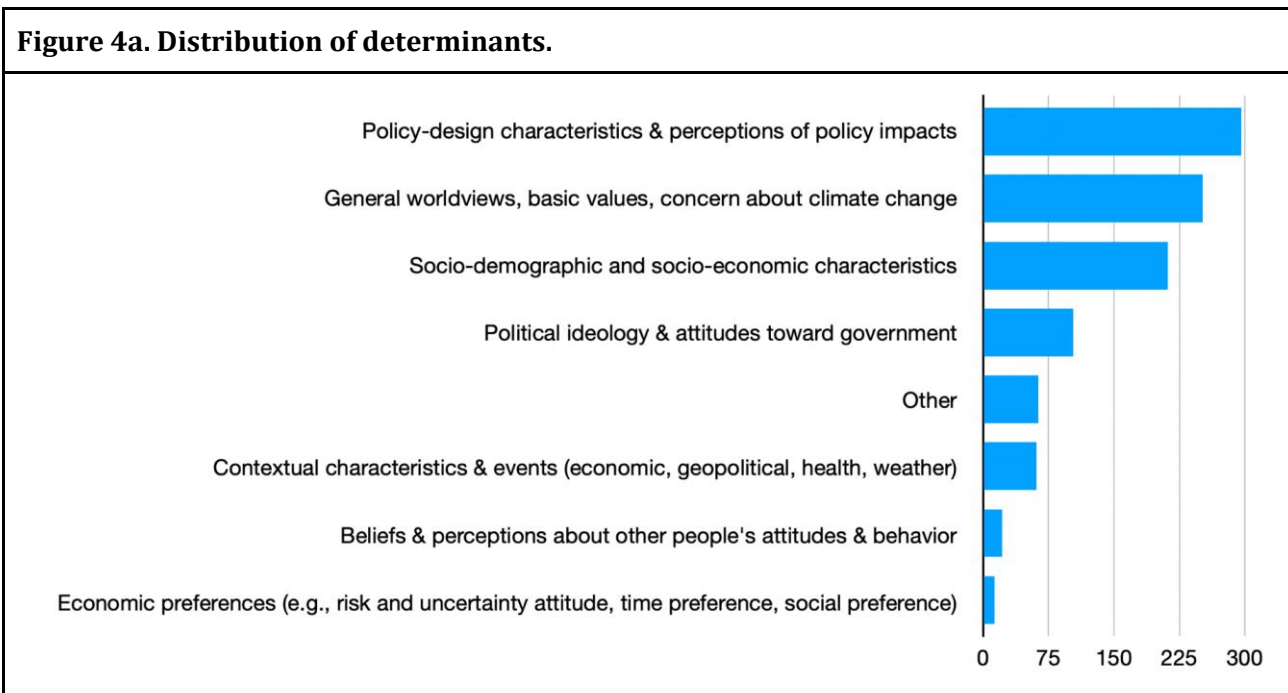 Figure 4a. Distribution of determinants.
Policy-design characteristics & perceptions of policy impacts
General worldviews, basic values, concern about climate change
Socio-demographic and socio-economic characteristics
Political ideology & attitudes toward government
Other
Contextual characteristics & events (economic, geopolitical, health, weather)
Beliefs & perceptions about other people's attitudes & behavior
Economic preferences (e.g., risk and uncertainty attitude, time preference, social preference)
0 75 150 225 300